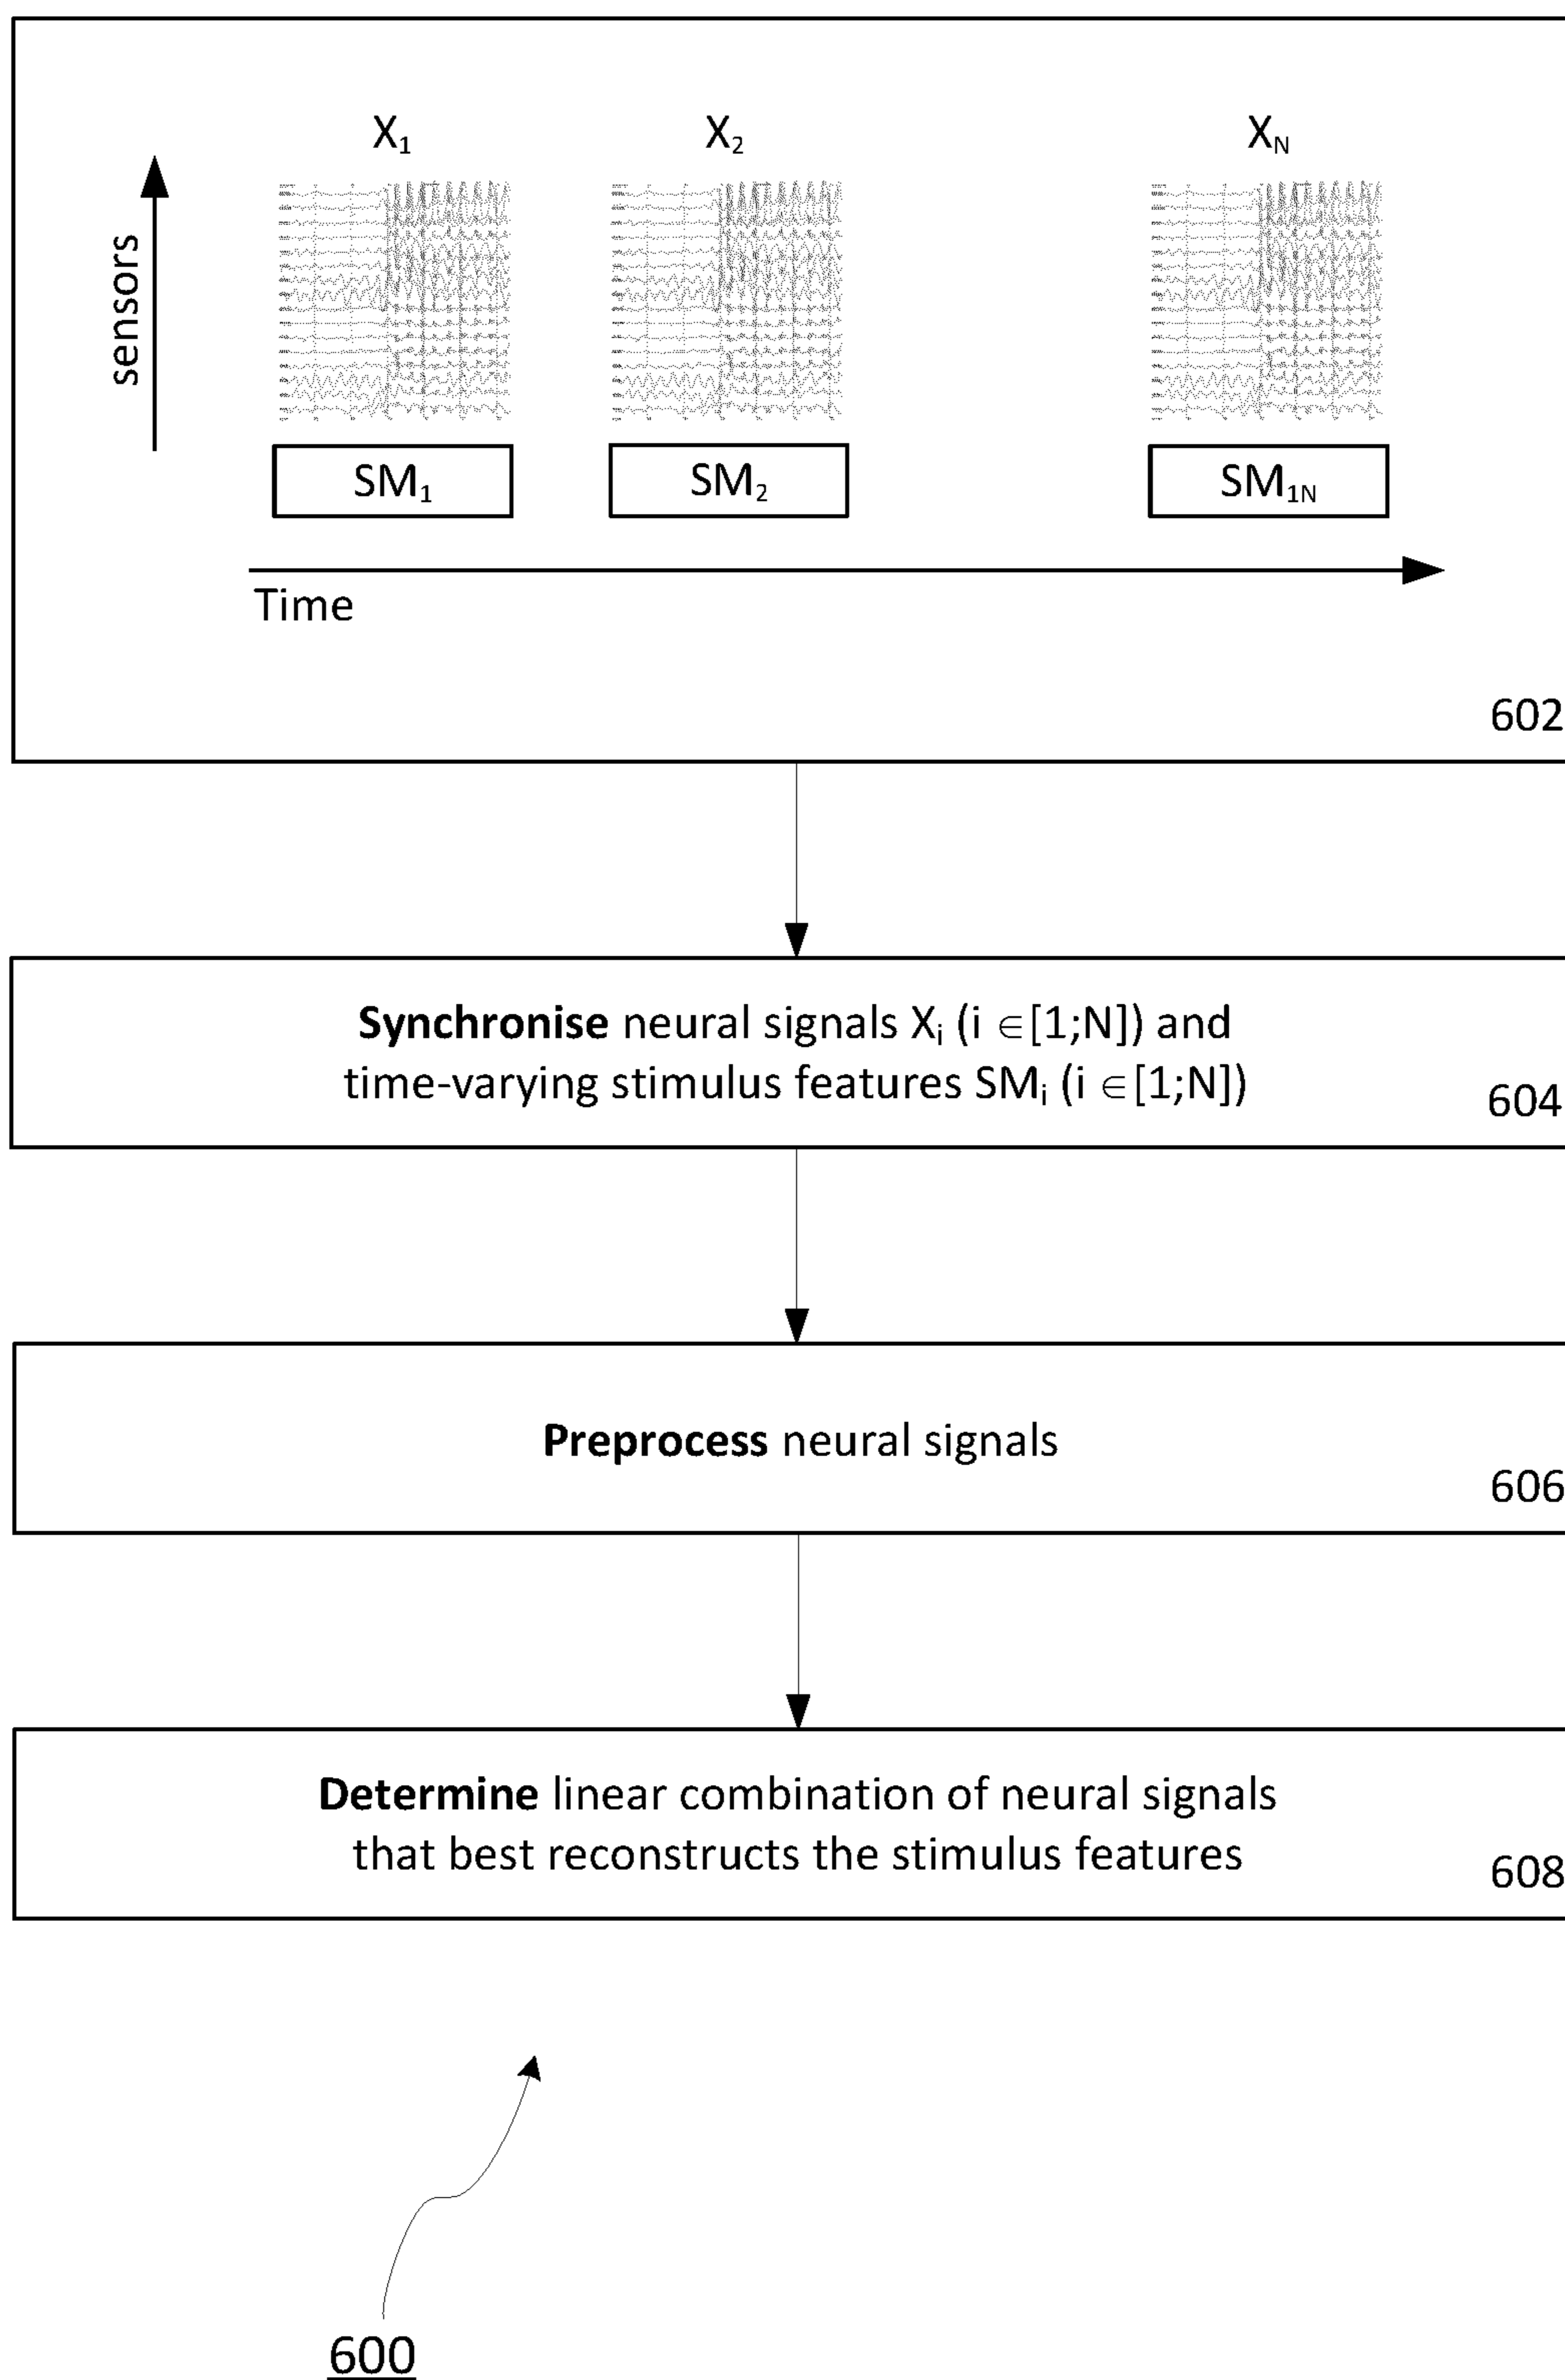 X₁ X₂ X_N
sensors
SM₁ SM₂ SM₁N
Time
602
Synchronise neural signals Xᵢ (i ∈[1;N]) and
time-varying stimulus features SMᵢ (i ∈[1;N])
604
Preprocess neural signals
606
Determine linear combination of neural signals
that best reconstructs the stimulus features
608
600